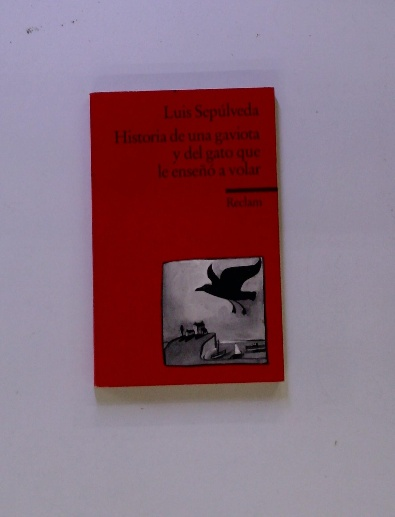 Luis Sepúlveda
Historia de una gaviota
y del gato que
le enseñó a volar
Reclam